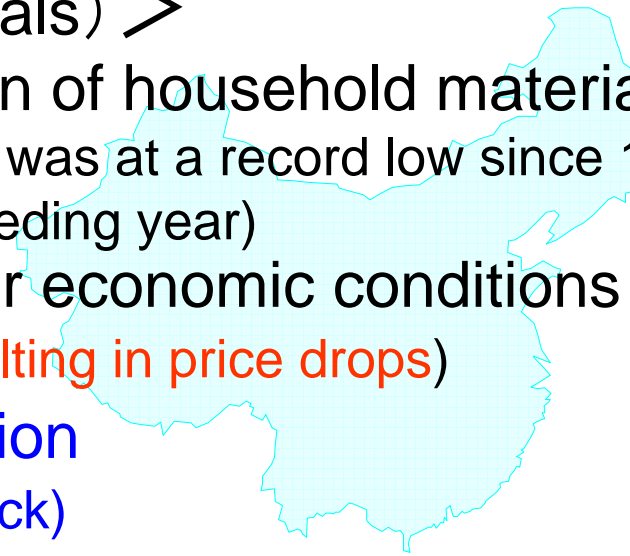 als）＞
n of household materia
was at a record low since 1
eding year)
r economic conditions
lting in price drops)
ion
ck)